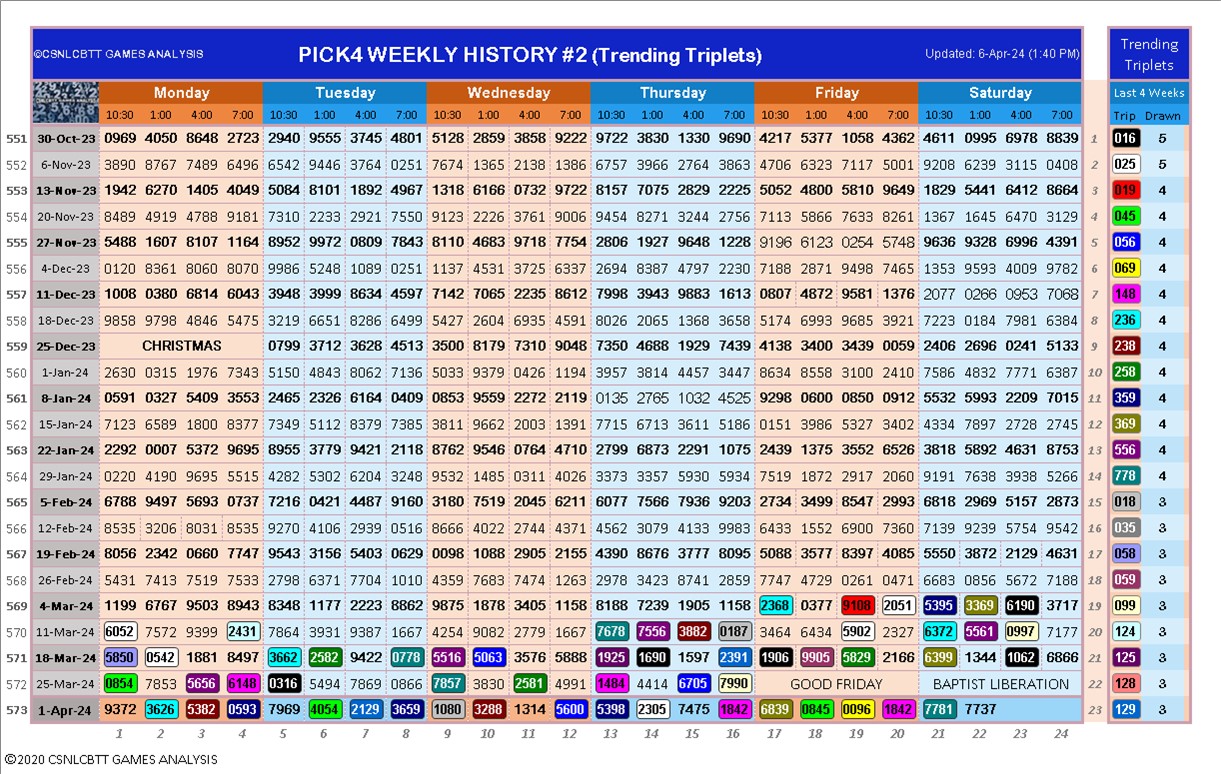 ©CSNLCBTT GAMES ANALYSIS PICK4 WEEKLY HISTORY #2 (Trending Triplets) Updated: 6-Apr-24 (1:40 PM) Trending Triplets
Monday Tuesday Wednesday Thursday Friday Saturday Last 4 Weeks
10:30 1:00 4:00 7:00 10:30 1:00 4:00 7:00 10:30 1:00 4:00 7:00 10:30 1:00 4:00 7:00 10:30 1:00 4:00 7:00 10:30 1:00 4:00 7:00 Trip Drawn
551 30-Oct-23 0969 4050 8648 2723 2940 9555 3745 4801 5128 2859 3858 9222 9722 3830 1330 9690 4217 5377 1058 4362 4611 0995 6978 8839 1 016 5
552 6-Nov-23 3890 8767 7489 6496 6542 9446 3764 0251 7674 1365 2138 1386 6757 3966 2764 3863 4706 6323 7117 5001 9208 6239 3115 0408 2 025 5
553 13-Nov-23 1942 6270 1405 4049 5084 8101 1892 4967 1318 6166 0732 9722 8157 7075 2829 2225 5052 4800 5810 9649 1829 5441 6412 8664 3 019 4
554 20-Nov-23 8489 4919 4788 9181 7310 2233 2921 7550 9123 2226 3761 9006 9454 8271 3244 2756 7113 5866 7633 8261 1367 1645 6470 3129 4 045 4
555 27-Nov-23 5488 1607 8107 1164 8952 9972 0809 7843 8110 4683 9718 7754 2806 1927 9648 1228 9196 6123 0254 5748 9636 9328 6996 4391 5 056 4
556 4-Dec-23 0120 8361 8060 8070 9986 5248 1089 0251 1137 4531 3725 6337 2694 8387 4797 2230 7188 2871 9498 7465 1353 9593 4009 9782 6 069 4
557 11-Dec-23 1008 0380 6814 6043 3948 3999 8634 4597 7142 7065 2235 8612 7998 3943 9883 1613 0807 4872 9581 1376 2077 0266 0953 7068 7 148 4
558 18-Dec-23 9858 9798 4846 5475 3219 6651 8286 6499 5427 2604 6935 4591 8026 2065 1368 3658 5174 6993 9685 3921 7223 0184 7981 6384 8 236 4
559 25-Dec-23 CHRISTMAS 0799 3712 3628 4513 3500 8179 7310 9048 7350 4688 1929 7439 4138 3400 3439 0059 2406 2696 0241 5133 9 238 4
560 1-Jan-24 2630 0315 1976 7343 5150 4843 8062 7136 5033 9379 0426 1194 3957 3814 4457 3447 8634 8558 3100 2410 7586 4832 7771 6387 10 258 4
561 8-Jan-24 0591 0327 5409 3553 2465 2326 6164 0409 0853 9559 2272 2119 0135 2765 1032 4525 9298 0600 0850 0912 5532 5993 2209 7015 11 359 4
562 15-Jan-24 7123 6589 1800 8377 7349 5112 8379 7385 3811 9662 2003 1391 7715 6713 3611 5186 0151 3986 5327 3402 4334 7897 2728 2745 12 369 4
563 22-Jan-24 2292 0007 5372 9695 8955 3779 9421 2118 8762 9546 0764 4710 2799 6873 2291 1075 2439 1375 3552 6526 3818 5892 4631 8753 13 556 4
564 29-Jan-24 0220 4190 9695 5515 4282 5302 6204 3249 9532 1485 0311 4026 3373 3357 5930 5934 7519 1872 2917 2060 9191 7638 3938 5266 14 778 4
565 5-Feb-24 6788 9497 5693 0737 7216 0421 4487 9160 3180 7519 2045 6211 6077 7566 7936 9203 2734 3499 8547 2993 6818 2969 5157 2873 15 018 3
566 12-Feb-24 8535 3206 8031 8535 9270 4106 2939 0516 8666 4022 2744 4371 4562 3079 4133 9983 6433 1552 6900 7360 7139 9239 5754 9542 16 035 3
567 19-Feb-24 8056 2342 0660 7747 9543 3156 5403 0629 0098 1088 2905 2155 4390 8676 3777 8095 5088 3577 8397 4085 5550 3872 2129 4631 17 058 3
568 26-Feb-24 5431 7413 7519 7533 2798 6371 7704 1010 4359 7683 7474 1263 2978 3423 8741 2859 7747 4729 0261 0471 6683 0856 5672 7188 18 059 3
569 4-Mar-24 1199 6767 9503 8943 8348 1177 2223 8862 9875 1878 3405 1158 8188 7239 1905 1158 2368 0377 9108 2051 5395 3369 6190 3717 19 099 3
570 11-Mar-24 6052 7572 9399 2431 7864 3931 9387 1667 4254 9082 2779 1667 7678 7556 3882 0187 3464 6434 5902 2327 6372 5561 0997 7177 20 124 3
571 18-Mar-24 5850 0542 1881 8497 3662 2582 9422 0778 5516 5063 3576 5888 1925 1690 1597 2391 1906 9905 5829 2166 6399 1344 1062 6866 21 125 3
572 25-Mar-24 0854 7853 5656 6148 0316 5494 7869 0866 7857 3830 2581 4991 1484 4414 6705 7990 GOOD FRIDAY BAPTIST LIBERATION 22 128 3
573 1-Apr-24 9372 3626 5382 0593 7969 4054 2129 3659 1080 3288 1314 5600 5398 2305 7475 1842 6839 0845 0096 1842 7781 7737 23 129 3
1 2 3 4 5 6 7 8 9 10 11 12 13 14 15 16 17 18 19 20 21 22 23 24
©2020 CSNLCBTT GAMES ANALYSIS